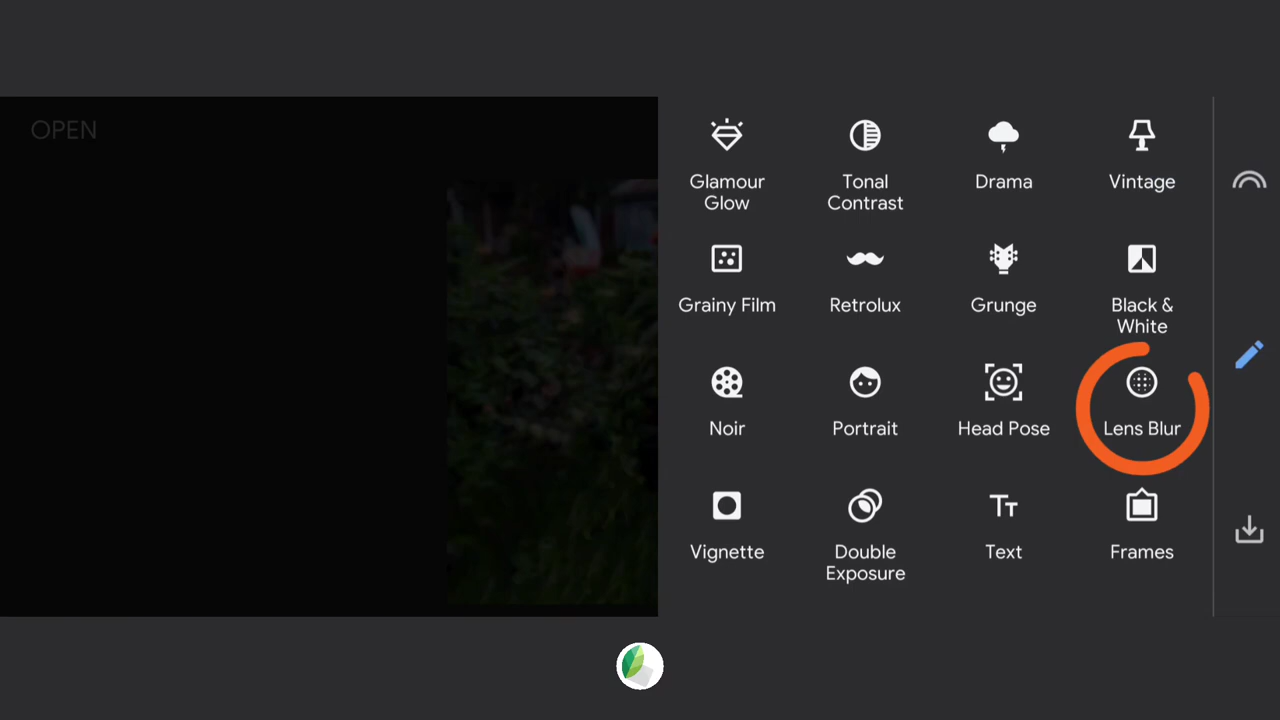 OPEN
Glamour
Glow
Tonal
Contrast
Drama
Vintage
Grainy Film
Retrolux
Grunge
Black &
White
Noir
Portrait
Head Pose
Lens Blur
Vignette
Double
Exposure
Text
Frames